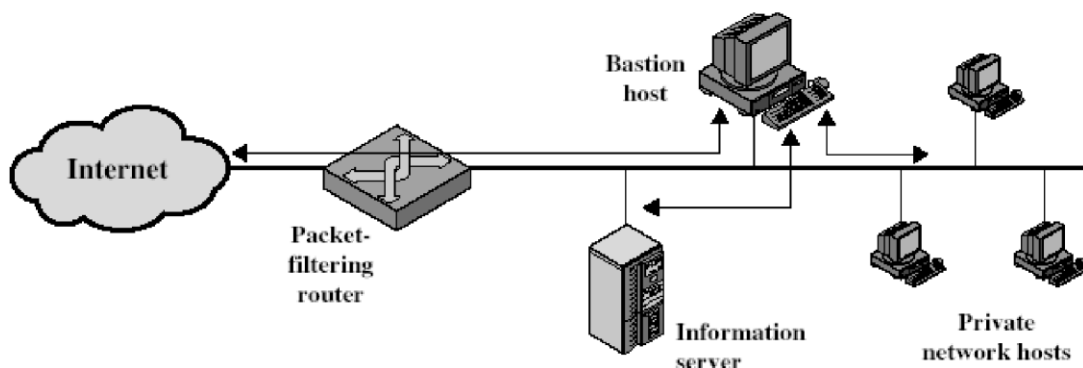 Bastion
host
Internet
Packet-
filtering
router
Information
server
Private
network hosts